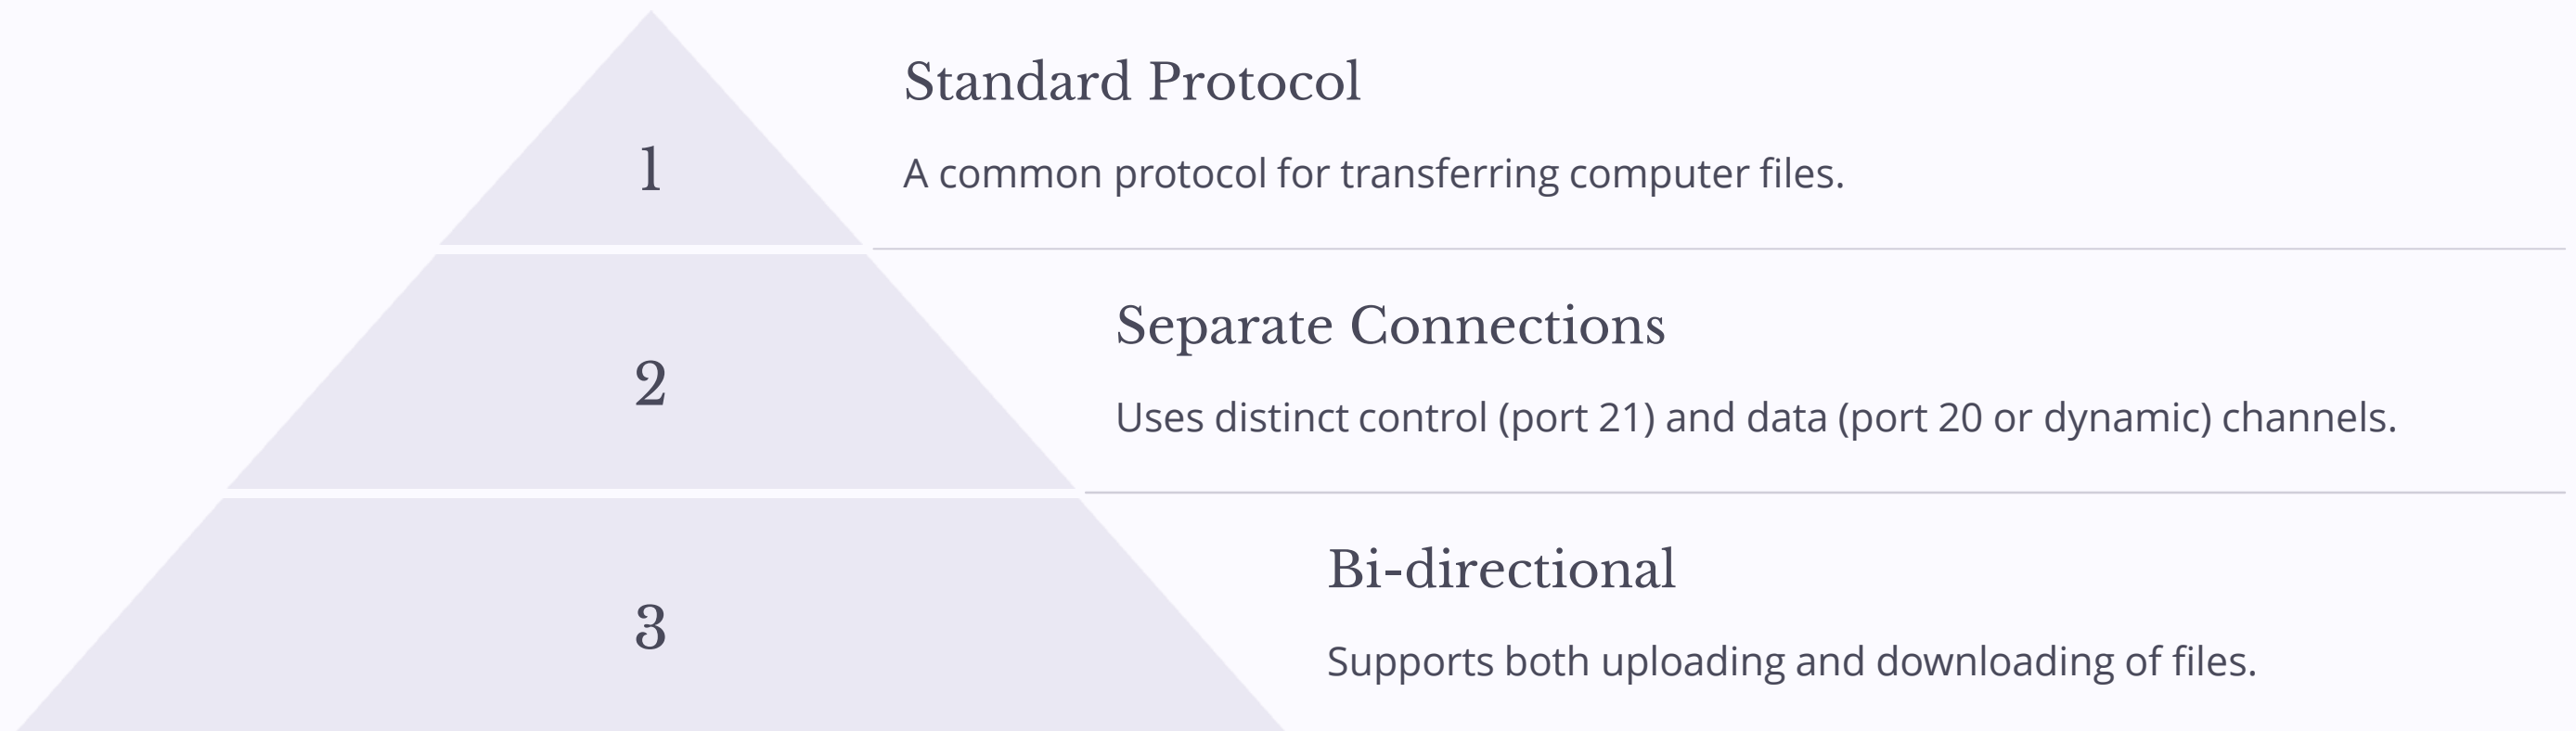 Standard Protocol
1
A common protocol for transferring computer files.
Separate Connections
2
Uses distinct control (port 21) and data (port 20 or dynamic) channels.
Bi-directional
3
Supports both uploading and downloading of files.